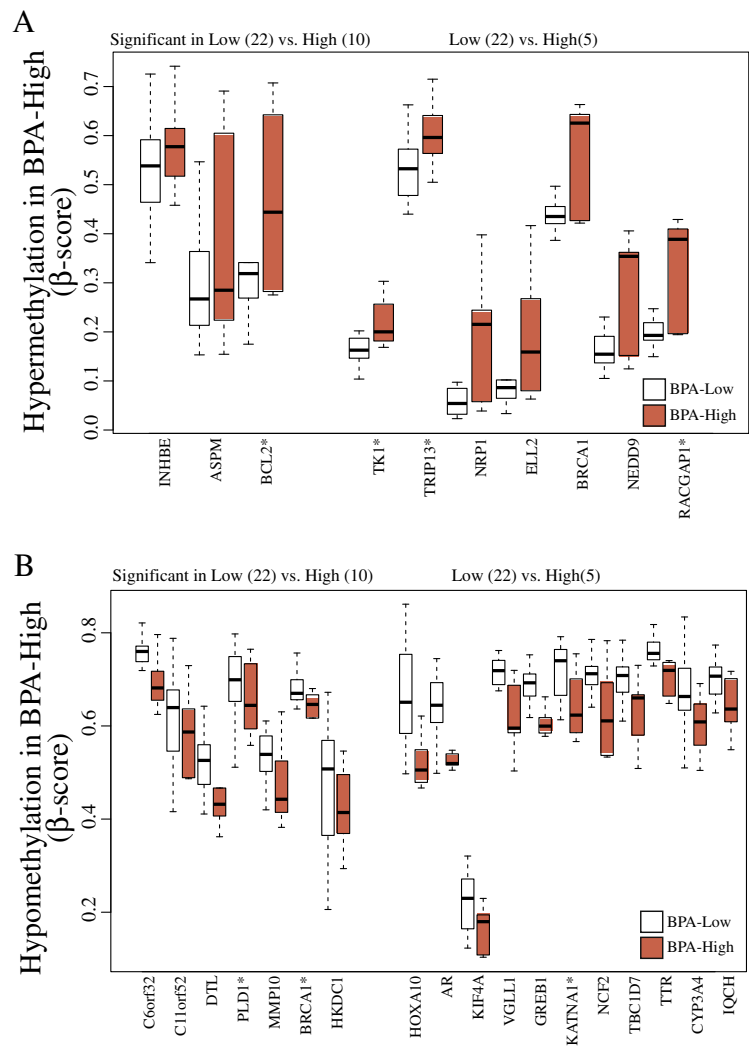 A
Significant in Low (22) vs. High (10)
Low (22) vs. High(5)
Hypermethylation in BPA-High
(β-score)
0.7
0.6
0.5
0.4
0.3
0.2
0.1
0.0
BPA-Low
BPA-High
INHBE
ASPM
BCL2*
TK1*
TRIP13*
NRP1
ELL2
BRCA1
NEDD9
RACGAP1*
B
Significant in Low (22) vs. High (10)
Low (22) vs. High(5)
Hypomethylation in BPA-High
(β-score)
0.8
0.6
0.4
0.2
BPA-Low
BPA-High
C6orf32
C11orf52
DTL
PLD1*
MMP10
BRCA1*
HKDC1
HOXA10
AR
KIF4A
VGLL1
GREB1
KATNA1*
NCF2
TBC1D7
TTR
CYP3A4
IQCH